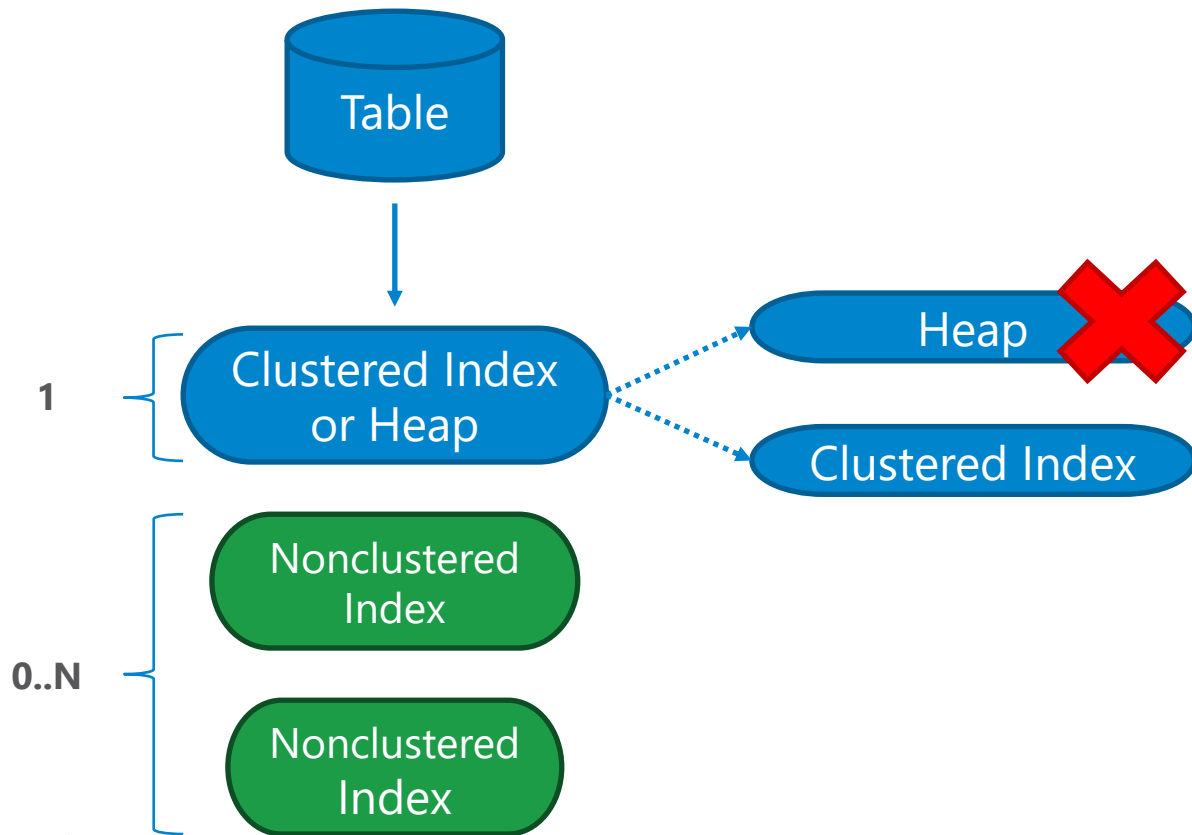 Table
Heap
1
Clustered Index
or Heap
Clustered Index
Nonclustered
Index
0..N
Nonclustered
Index